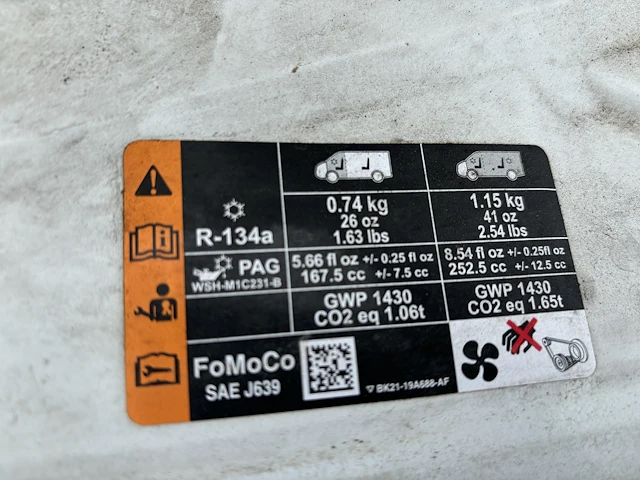 0.74 kg
26 oz
1.63 lbs
1.15 kg
41 oz
2.54 lbs
R-134a
PAG
WSH-M1C231-B
5.66 fl oz +/- 0.25 fl oz
167.5 cc +/- 7.5 cc
8.54 fl oz +/- 0.25fl oz
252.5 cc +/- 12.5 cc
GWP 1430
CO2 eq 1.06t
GWP 1430
CO2 eq 1.65t
FoMoCo
SAE J639
BK21-19A688-AF